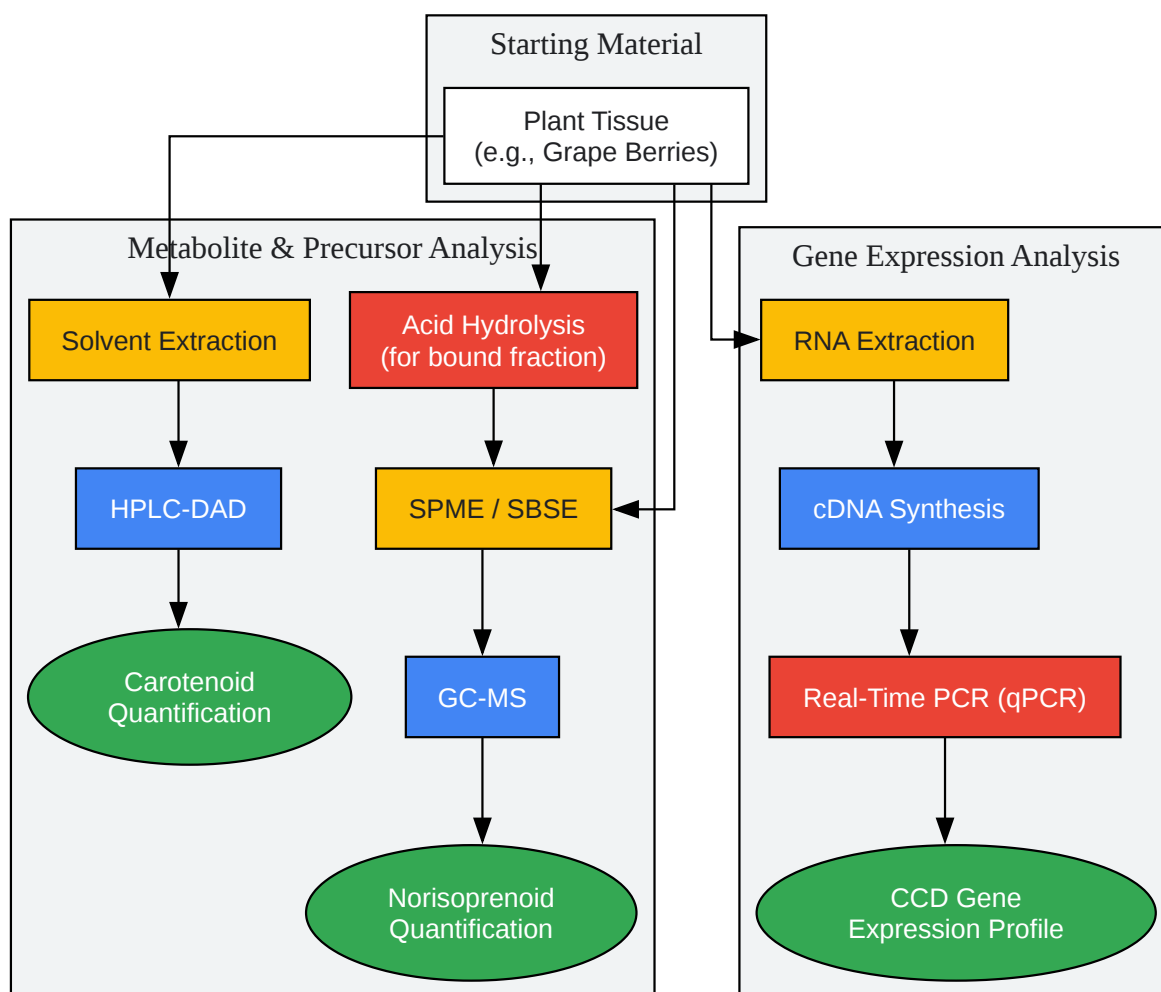 Starting Material
Plant Tissue
(e.g., Grape Berries)
Metabolite & Precursor Analysis
Solvent Extraction
HPLC-DAD
Carotenoid
Quantification
Acid Hydrolysis
(for bound fraction)
SPME / SBSE
GC-MS
Norisoprenoid
Quantification
Gene Expression Analysis
RNA Extraction
cDNA Synthesis
Real-Time PCR (qPCR)
CCD Gene
Expression Profile